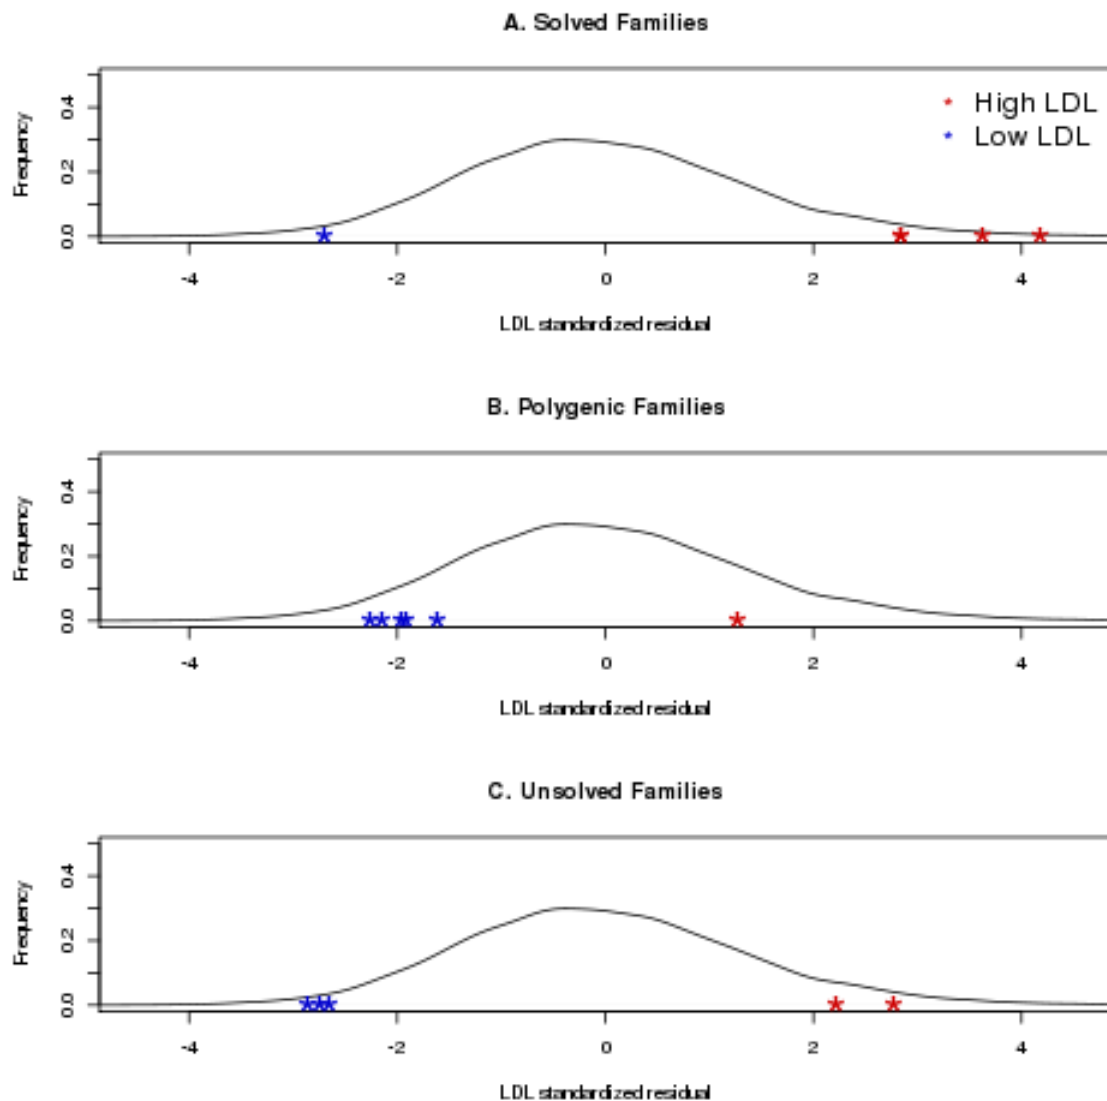 A. Solved Families
Frequency
0.0
0.2
0.4
High LDL
Low LDL
-4
-2
0
2
4
LDL standardized residual
B. Polygenic Families
Frequency
0.0
0.2
0.4
-4
-2
0
2
4
LDL standardized residual
C. Unsolved Families
Frequency
0.0
0.2
0.4
-4
-2
0
2
4
LDL standardized residual